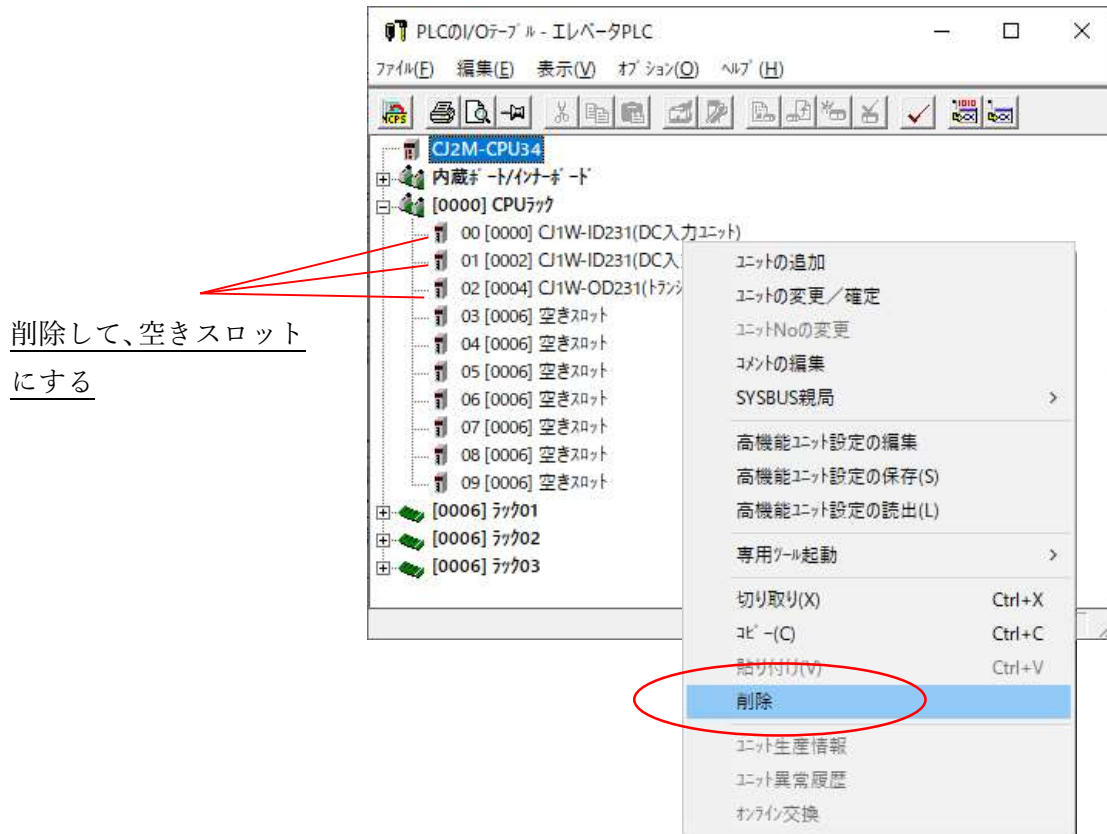 PLCのI/Oﾃｰﾌﾞﾙ - エレベータPLC
ﾌｧｲﾙ(F) 編集(E) 表示(V) ｵﾌﾟｼｮﾝ(O) ﾍﾙﾌﾟ(H)
CJ2M-CPU34
内蔵ﾎﾞｰﾄ/ｲﾝﾅｰﾎﾞｰﾄﾞ
[0000] CPUﾗｯｸ
00 [0000] CJ1W-ID231(DC入力ﾕﾆｯﾄ)
01 [0002] CJ1W-ID231(DC入
02 [0004] CJ1W-OD231(ﾄﾗﾝｼ
03 [0006] 空きｽﾛｯﾄ
04 [0006] 空きｽﾛｯﾄ
05 [0006] 空きｽﾛｯﾄ
06 [0006] 空きｽﾛｯﾄ
07 [0006] 空きｽﾛｯﾄ
08 [0006] 空きｽﾛｯﾄ
09 [0006] 空きｽﾛｯﾄ
[0006] ﾗｯｸ01
[0006] ﾗｯｸ02
[0006] ﾗｯｸ03
削除して、空きスロット
にする
ﾕﾆｯﾄの追加
ﾕﾆｯﾄの変更／確定
ﾕﾆｯﾄNoの変更
ｺﾒﾝﾄの編集
SYSBUS親局
高機能ﾕﾆｯﾄ設定の編集
高機能ﾕﾆｯﾄ設定の保存(S)
高機能ﾕﾆｯﾄ設定の読出(L)
専用ﾂｰﾙ起動
切り取り(X) Ctrl+X
ｺﾋﾟｰ(C) Ctrl+C
貼り付け(V) Ctrl+V
削除
ﾕﾆｯﾄ生産情報
ﾕﾆｯﾄ異常履歴
ｵﾝﾗｲﾝ交換